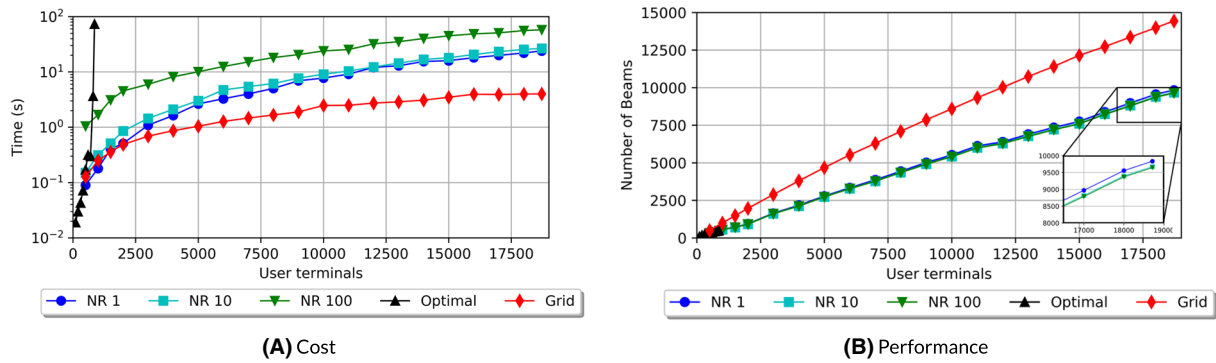 Time (s)
10²
10¹
10⁰
10⁻¹
10⁻²
0 2500 5000 7500 10000 12500 15000 17500
User terminals
NR 1 NR 10 NR 100 Optimal Grid
(A) Cost
Number of Beams
15000
12500
10000
7500
5000
2500
0
10000
9500
9000
8500
8000
17000 18000 19000
0 2500 5000 7500 10000 12500 15000 17500
User terminals
NR 1 NR 10 NR 100 Optimal Grid
(B) Performance